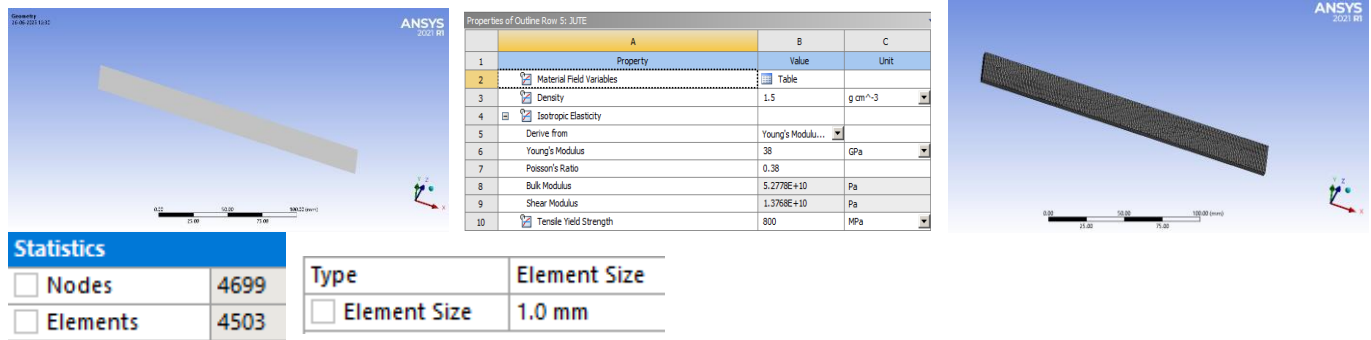 Geometry
ANSYS
2021 R1
0.00 50.00 100.00 (mm)
25.00 75.00
Properties of Outline Row 5: JUTE
A B C
1 Property Value Unit
2 Material Field Variables Table
3 Density 1.5 g cm^-3
4 Isotropic Elasticity
5 Derive from Young's Modulu...
6 Young's Modulus 38 GPa
7 Poisson's Ratio 0.38
8 Bulk Modulus 5.2778E+10 Pa
9 Shear Modulus 1.3768E+10 Pa
10 Tensile Yield Strength 800 MPa
ANSYS
2021 R1
0.00 50.00 100.00 (mm)
25.00 75.00
Statistics
Nodes 4699
Elements 4503
Type Element Size
Element Size 1.0 mm